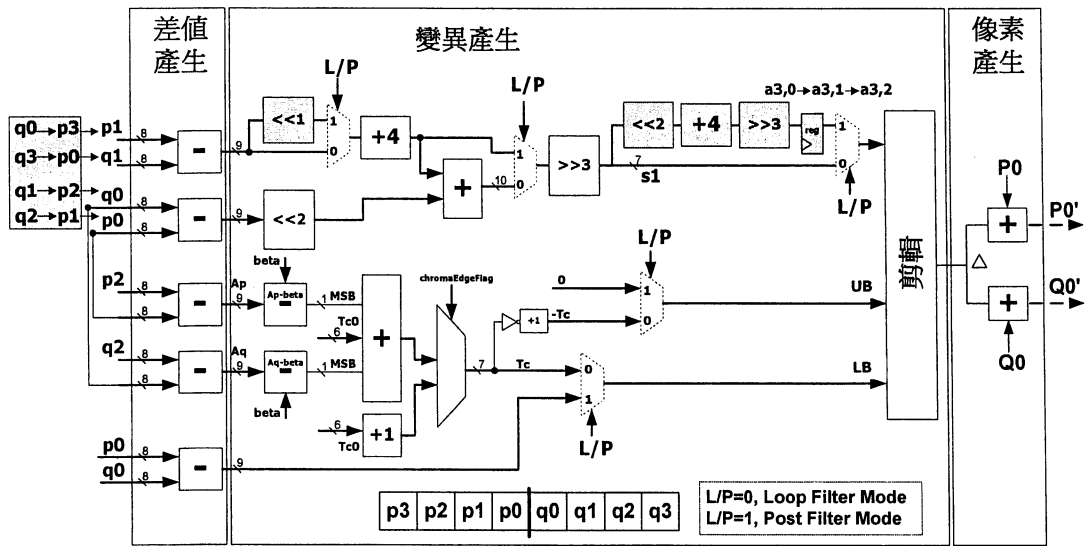 差值
產生
變異產生
像素
產生
L/P
L/P
a3,0→a3,1→a3,2
q0→p3→p1
q3→p0→q1
q1→p2→q0
q2→p1→p0
8
8
8
8
-
-
9
9
<<1
1
0
+4
<<2
+
10
1
0
>>3
<<2
+4
>>3
reg
7
s1
1
0
L/P
剪輯
P0
+
P0'
+
Q0'
Q0
p2
8
8
-
Ap
9
beta
Ap-beta
-
1
MSB
6
Tc0
+
chromaEdgeFlag
L/P
0
1
0
+1
-Tc
UB
q2
8
8
-
Aq
9
Aq-beta
-
1
MSB
beta
7
Tc
0
1
LB
L/P
6
Tc0
+1
p0
q0
8
8
-
9
p3 p2 p1 p0 q0 q1 q2 q3
L/P=0, Loop Filter Mode
L/P=1, Post Filter Mode